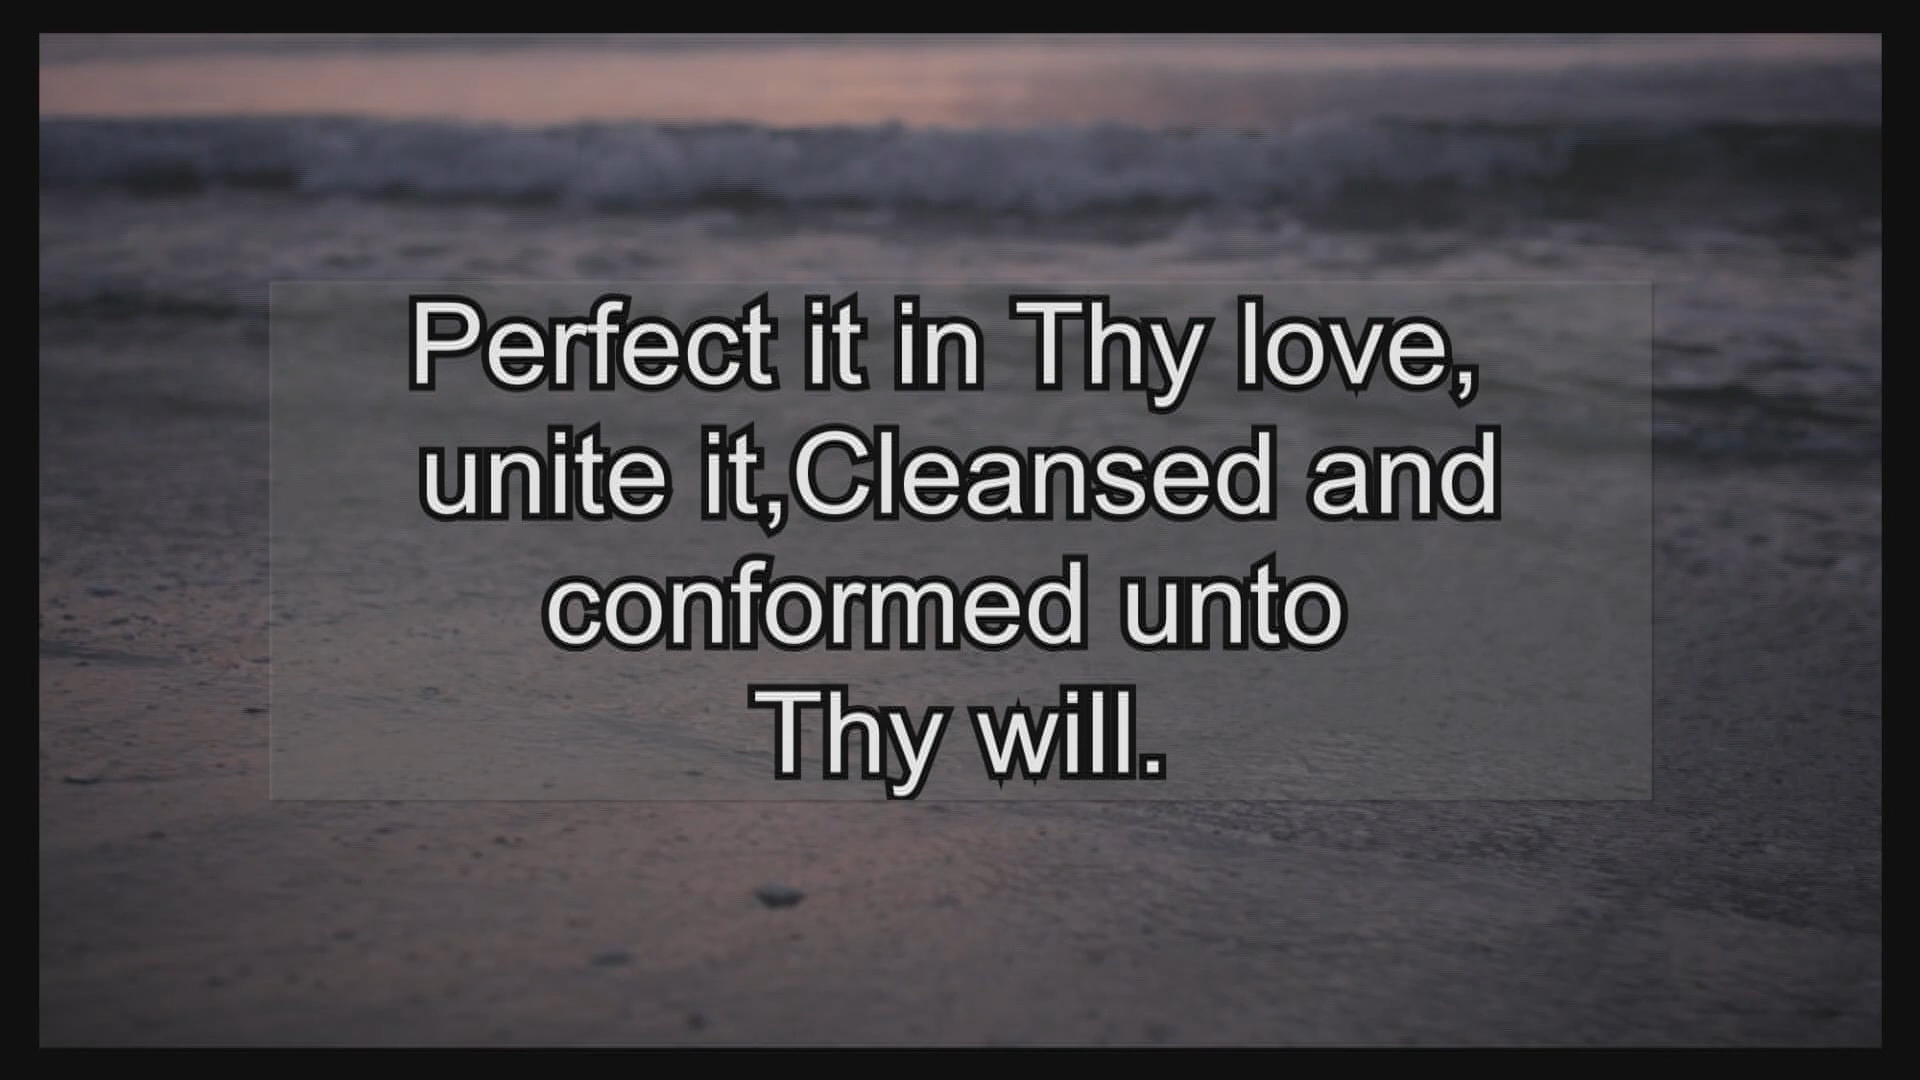 Perfect it in Thy love,
unite it,Cleansed and
conformed unto
Thy will.